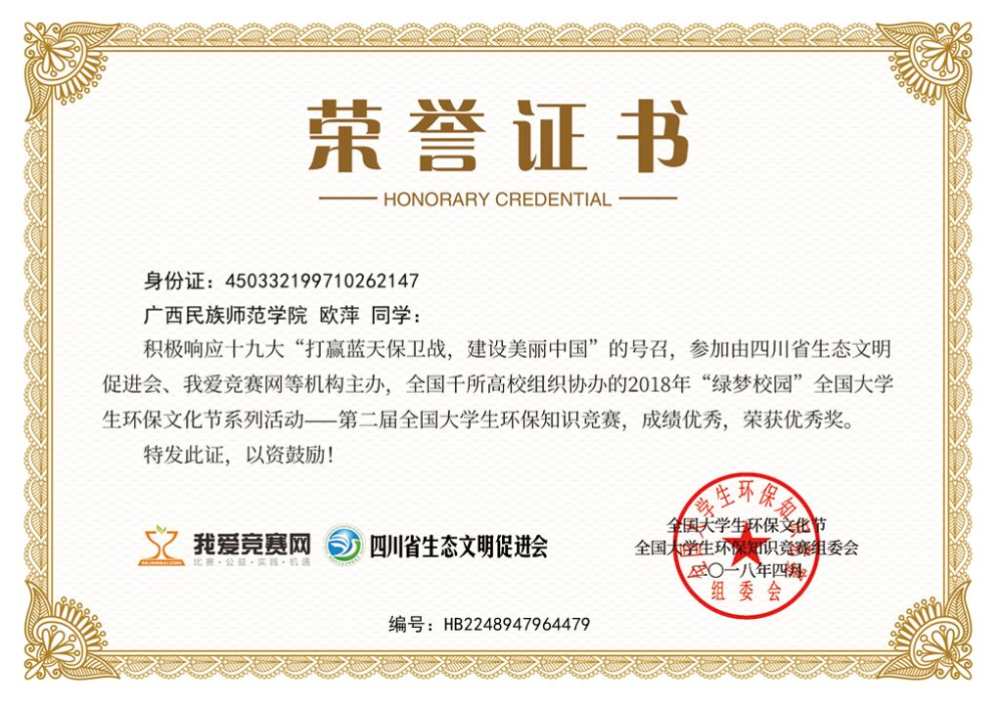 荣誉证书
HONORARY CREDENTIAL
身份证：450332199710262147
广西民族师范学院 欧萍 同学：
积极响应十九大“打赢蓝天保卫战，建设美丽中国”的号召，参加由四川省生态文明
促进会、我爱竞赛网等机构主办，全国千所高校组织协办的2018年“绿梦校园”全国大学
生环保文化节系列活动——第二届全国大学生环保知识竞赛，成绩优秀，荣获优秀奖。
特发此证，以资鼓励！
我爱竞赛网
比赛·公益·实践·机遇
四川省生态文明促进会
全国大学生环保文化节
全国大学生环保知识竞赛组委会
二〇一八年四月
组委会
编号：HB2248947964479